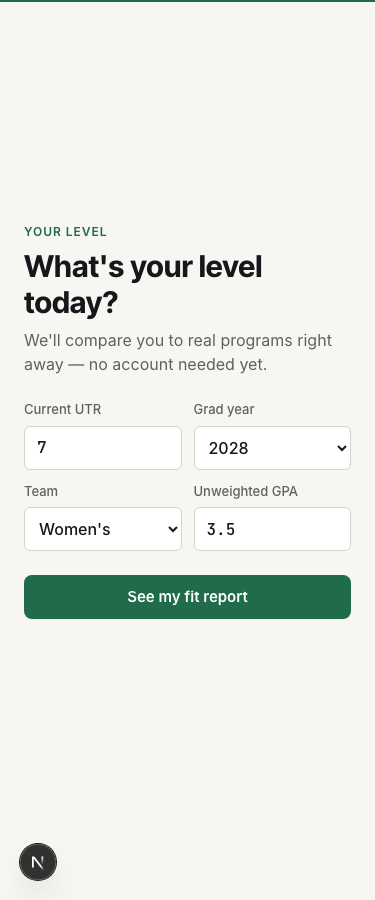 YOUR LEVEL
What's your level
today?
We'll compare you to real programs right
away — no account needed yet.
Current UTR
Grad year
7
2028
Team
Unweighted GPA
Women's
3.5
See my fit report
N